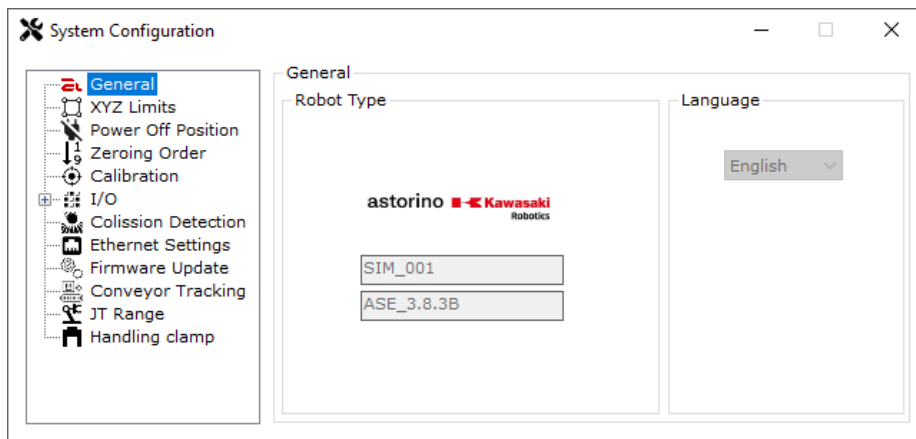 System Configuration
General
XYZ Limits
Power Off Position
Zeroing Order
Calibration
I/O
Colission Detection
Ethernet Settings
Firmware Update
Conveyor Tracking
JT Range
Handling clamp
General
Robot Type
astorino Kawasaki
Robotics
SIM_001
ASE_3.8.3B
Language
English